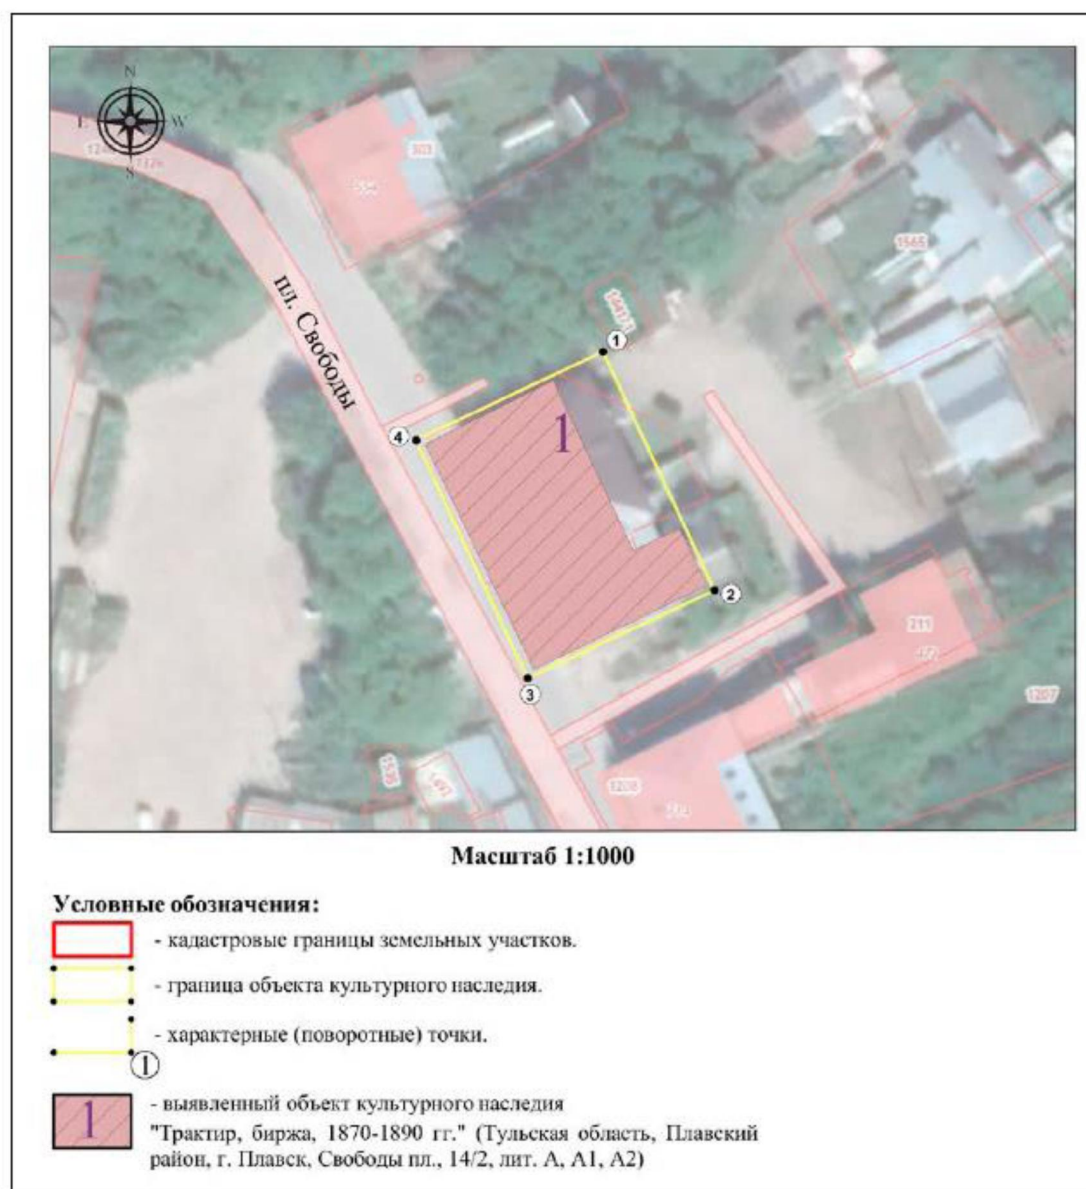 N
W
S
303
1565
пл. Свободы
1
1
4
2
3
211
1207
1208
Масштаб 1:1000
Условные обозначения:
- кадастровые границы земельных участков.
- граница объекта культурного наследия.
- характерные (поворотные) точки.
1
1
- выявленный объект культурного наследия
"Трактир, биржа, 1870-1890 гг." (Тульская область, Плавский
район, г. Плавск, Свободы пл., 14/2, лит. А, А1, А2)